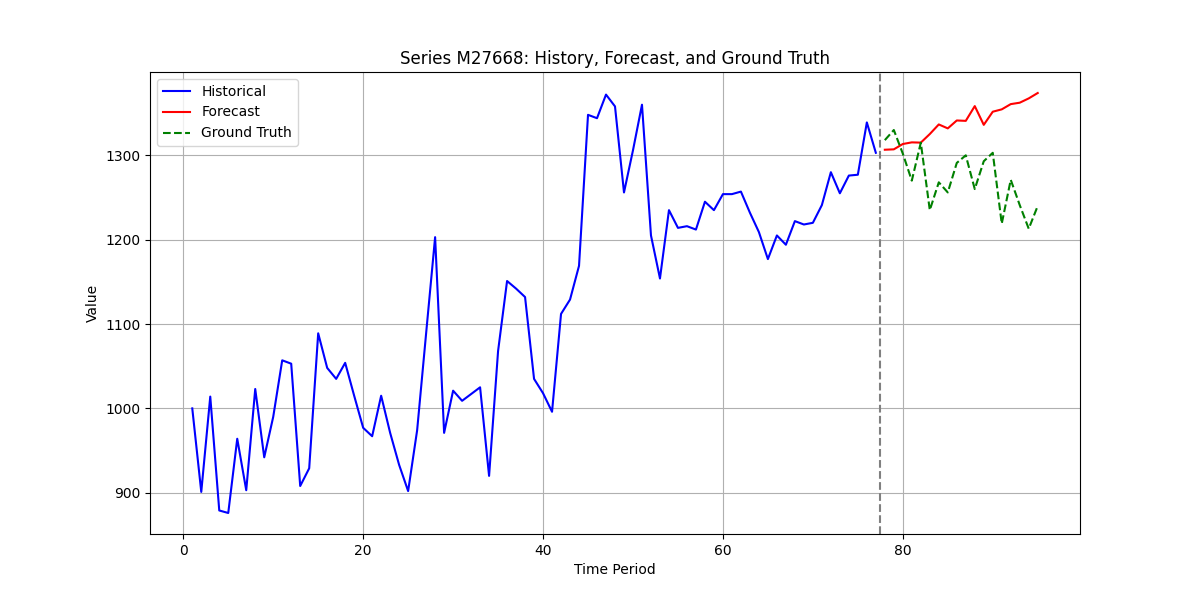 Series M27668: History, Forecast, and Ground Truth
Historical
Forecast
Ground Truth
1300
1200
1100
1000
900
Value
0 20 40 60 80
Time Period